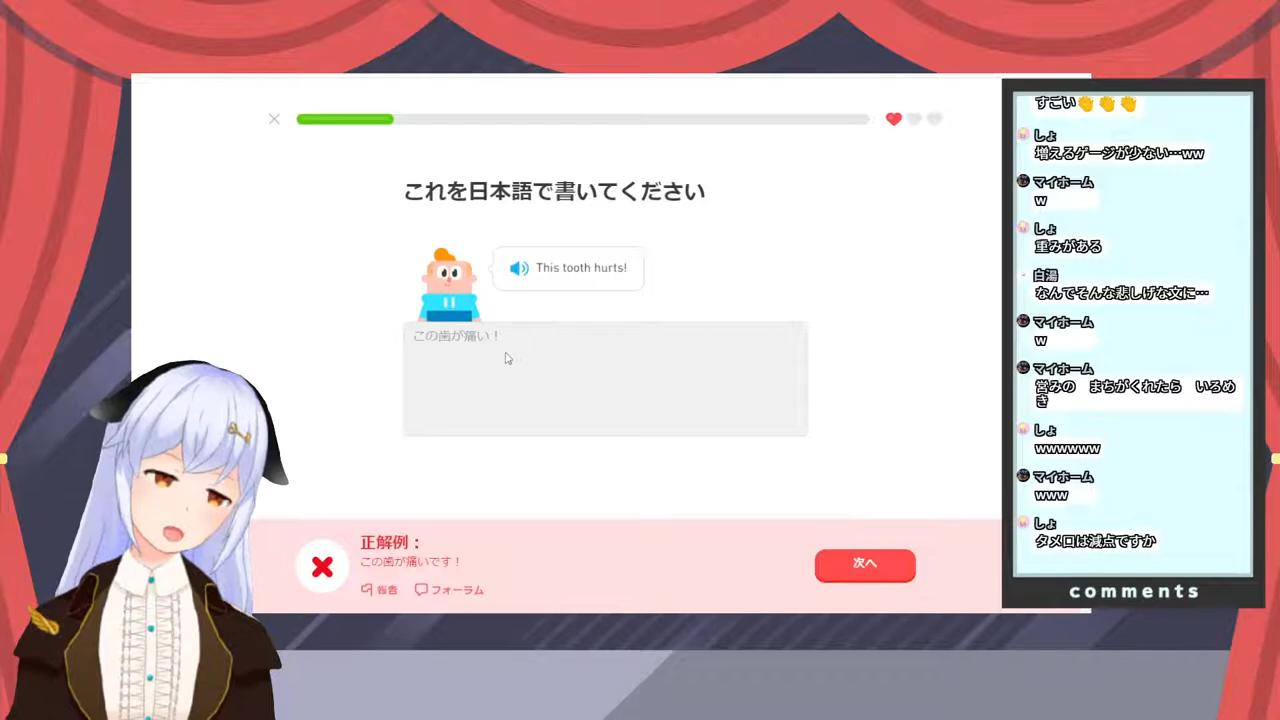 これを日本語で書いてください
This tooth hurts!
この歯が痛い！
正解例：
この歯が痛いです！
報告 フォーラム
次へ
すごい👏👏👏
しょ
増えるゲージが少ない…ww
マイホーム
w
しょ
重みがある
白湯
なんでそんな悲しげな文に…
マイホーム
w
マイホーム
営みの　まちがくれたら　いろめ
き
しょ
wwwwww
マイホーム
www
しょ
タメ口は減点ですか
comments